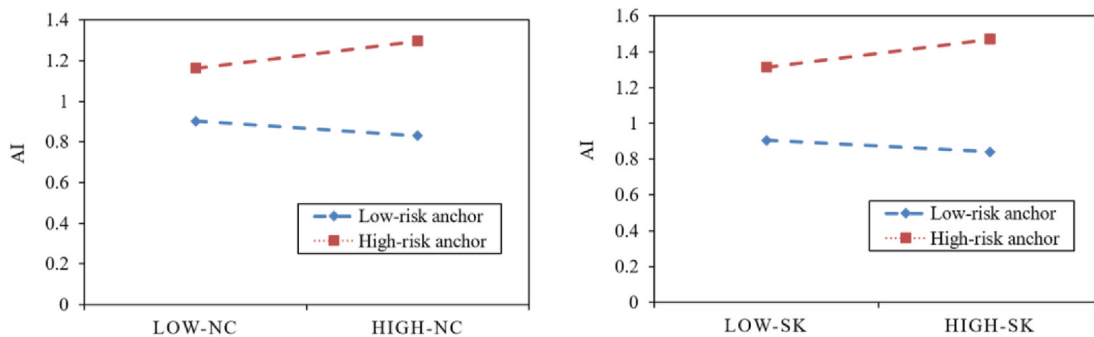 1.4
1.2
1
0.8
0.6
0.4
0.2
0
AI
Low-risk anchor
High-risk anchor
LOW-NC HIGH-NC
1.6
1.4
1.2
1
0.8
0.6
0.4
0.2
0
AI
Low-risk anchor
High-risk anchor
LOW-SK HIGH-SK